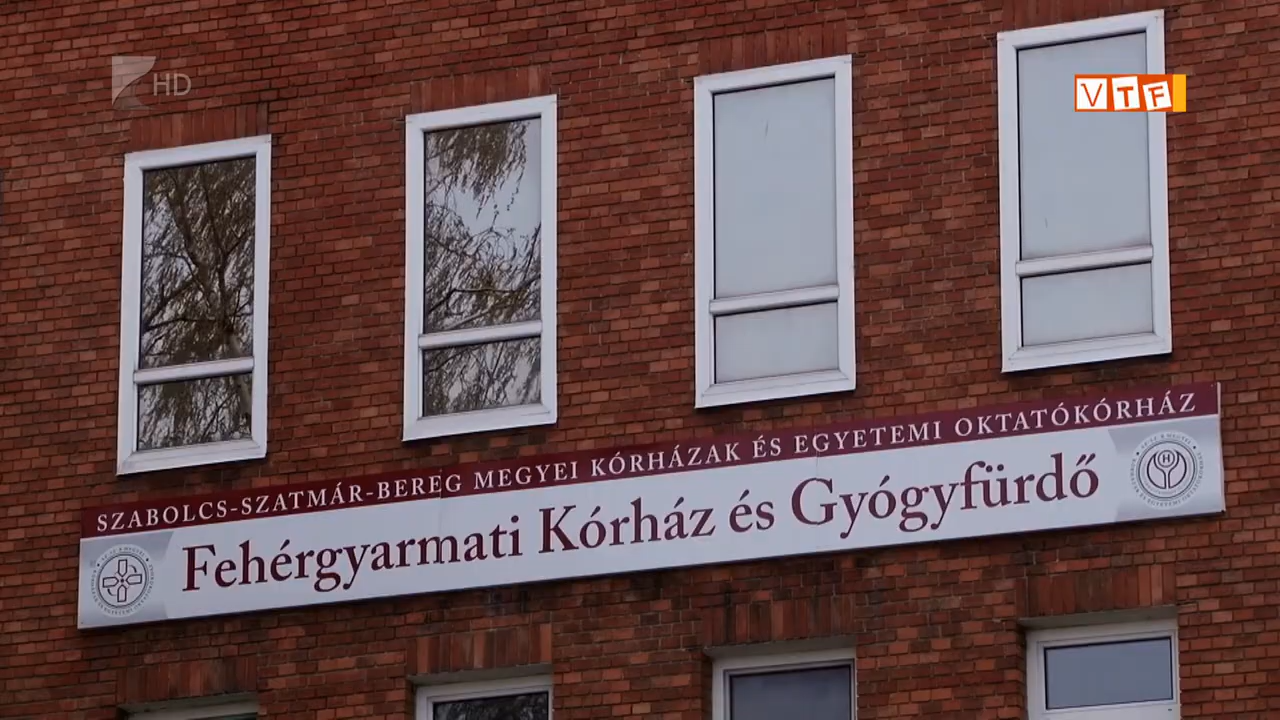 HD
VTF
SZABOLCS-SZATMÁR-BEREG MEGYEI KÓRHÁZAK ÉS EGYETEMI OKTATÓKÓRHÁZ
Fehérgyarmati Kórház és Gyógyfürdő